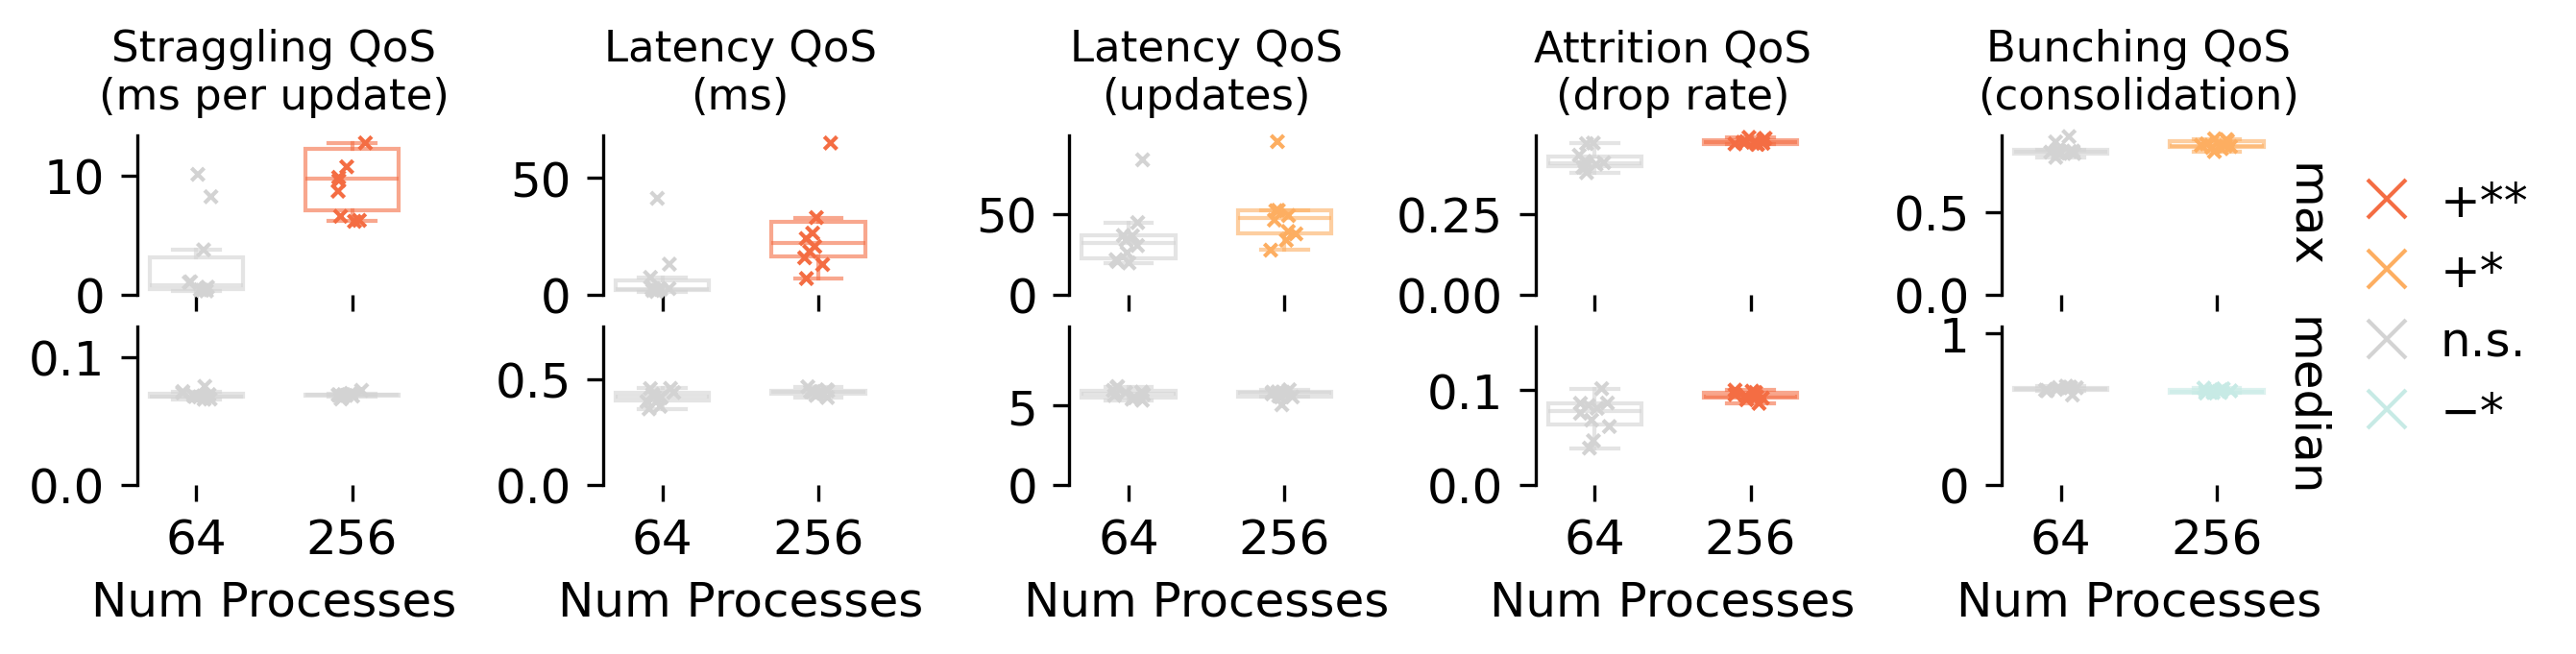 Straggling QoS
(ms per update)
Latency QoS
(ms)
Latency QoS
(updates)
Attrition QoS
(drop rate)
Bunching QoS
(consolidation)
10
0
50
0
50
0
0.25
0.00
0.5
0.0
max
0.1
0.0
0.5
0.0
5
0
0.1
0.0
1
0
median
+**
+*
n.s.
−*
64
256
64
256
64
256
64
256
64
256
Num Processes
Num Processes
Num Processes
Num Processes
Num Processes